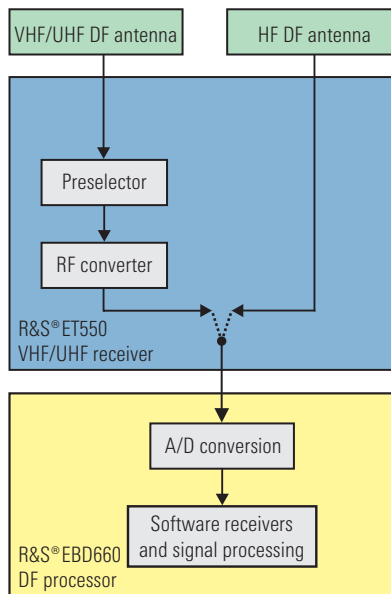 VHF/UHF DF antenna
HF DF antenna
Preselector
RF converter
R&S®ET550
VHF/UHF receiver
A/D conversion
Software receivers
and signal processing
R&S®EBD660
DF processor